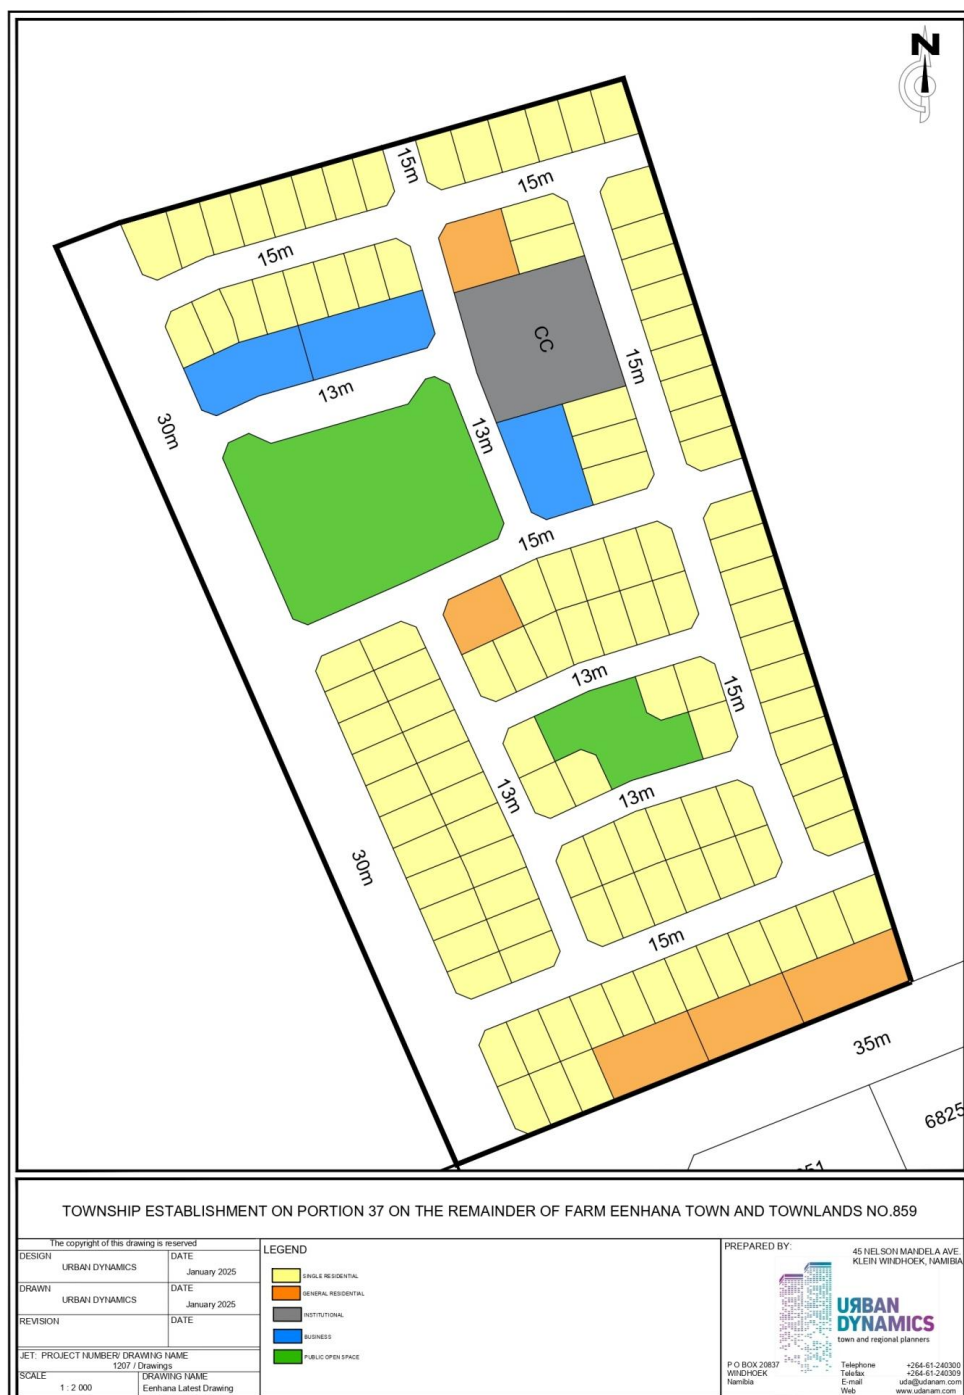 N
15m
15m
15m
13m
CC
15m
30m
13m
15m
13m
15m
13m
13m
30m
15m
35m
6825
TOWNSHIP ESTABLISHMENT ON PORTION 37 ON THE REMAINDER OF FARM EENHANA TOWN AND TOWNLANDS NO.859
The copyright of this drawing is reserved
DESIGN
URBAN DYNAMICS
DATE
January 2025
DRAWN
URBAN DYNAMICS
DATE
January 2025
REVISION
DATE
JET: PROJECT NUMBER/ DRAWING NAME
1207 / Drawings
SCALE
1 : 2 000
DRAWING NAME
Eenhana Latest Drawing
LEGEND
SINGLE RESIDENTIAL
GENERAL RESIDENTIAL
INSTITUTIONAL
BUSINESS
PUBLIC OPEN SPACE
PREPARED BY:
45 NELSON MANDELA AVE.
KLEIN WINDHOEK, NAMIBIA
URBAN
DYNAMICS
town and regional planners
P O BOX 20837
WINDHOEK
Namibia
Telephone +264-61-240300
Telefax +264-61-240309
E-mail uda@udanam.com
Web www.udanam.com